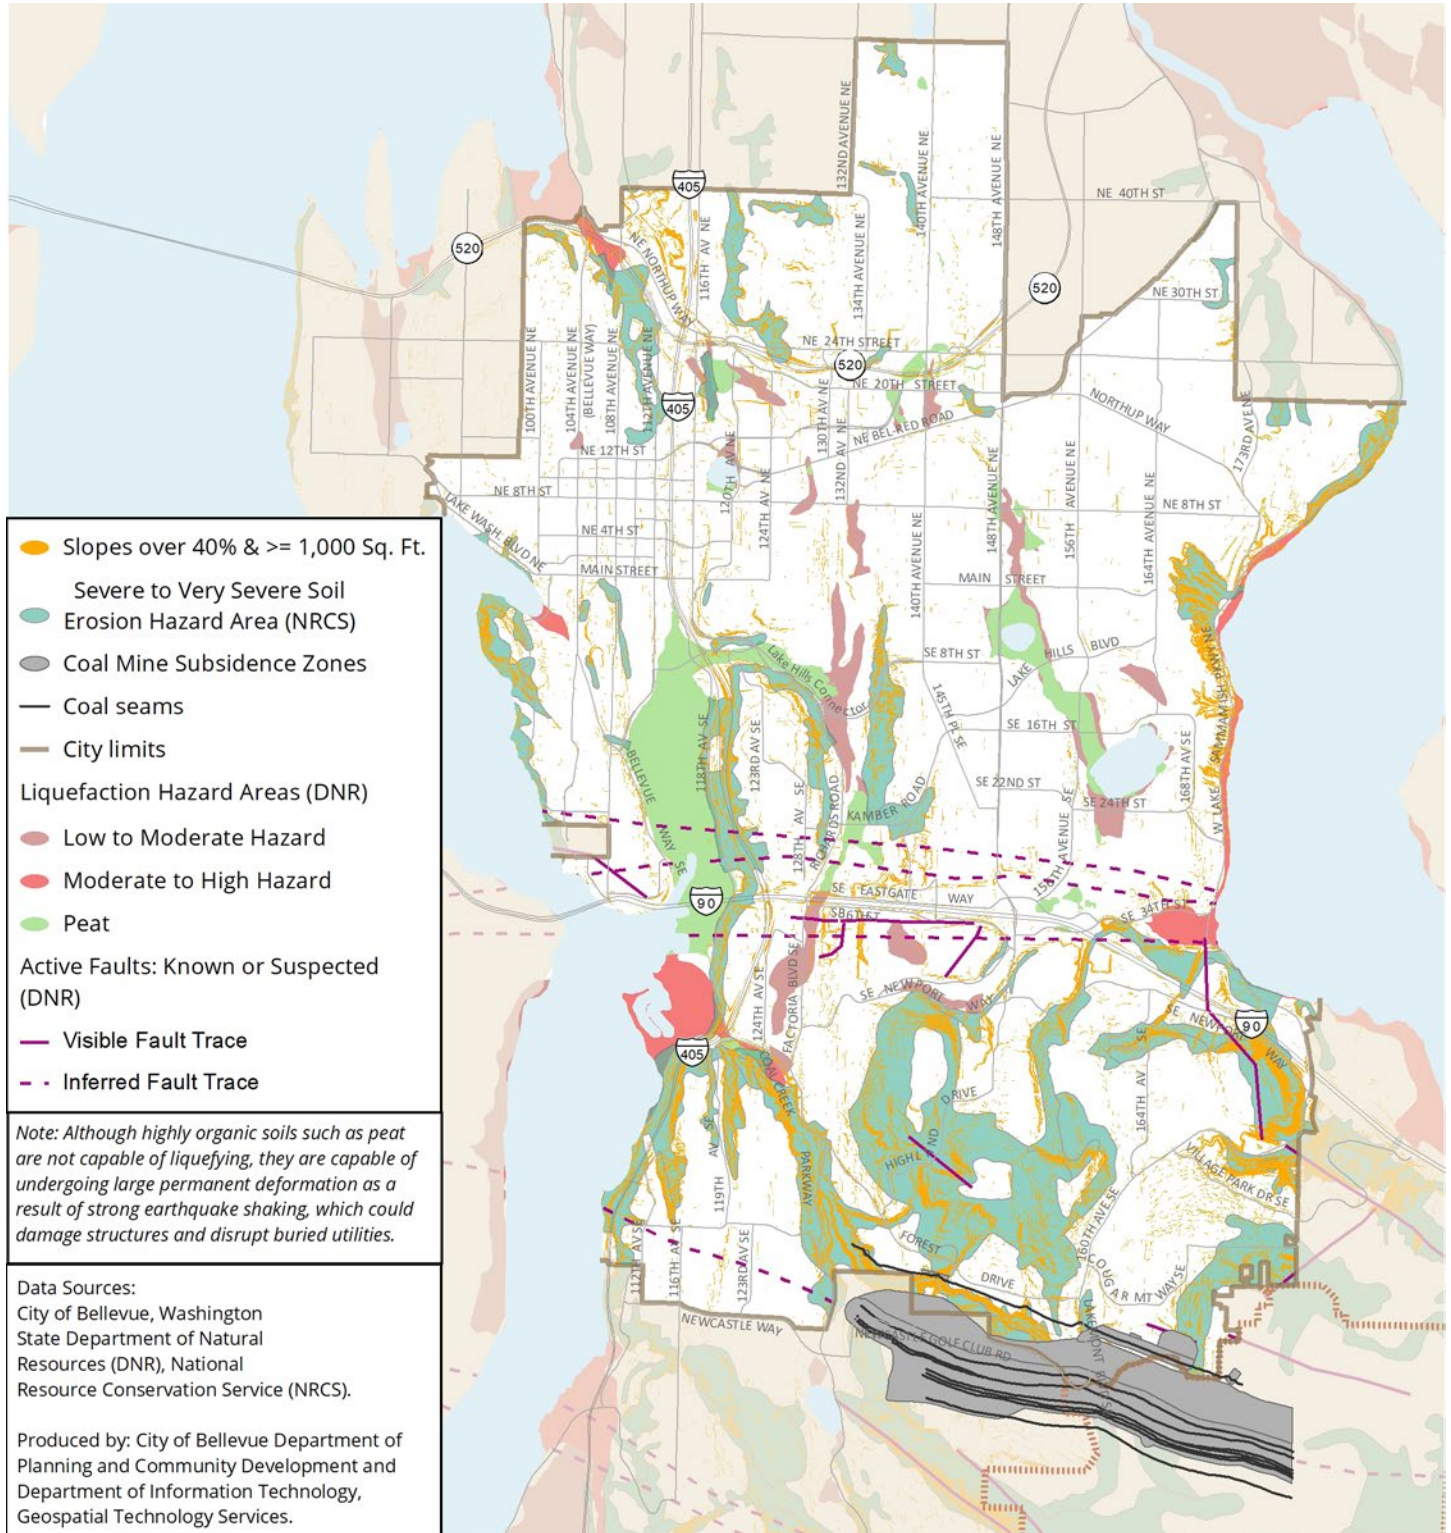 Slopes over 40% & >= 1,000 Sq. Ft.
Severe to Very Severe Soil
Erosion Hazard Area (NRCS)
Coal Mine Subsidence Zones
Coal seams
City limits
Liquefaction Hazard Areas (DNR)
Low to Moderate Hazard
Moderate to High Hazard
Peat
Active Faults: Known or Suspected
(DNR)
Visible Fault Trace
Inferred Fault Trace
Note: Although highly organic soils such as peat
are not capable of liquefying, they are capable of
undergoing large permanent deformation as a
result of strong earthquake shaking, which could
damage structures and disrupt buried utilities.
Data Sources:
City of Bellevue, Washington
State Department of Natural
Resources (DNR), National
Resource Conservation Service (NRCS).
Produced by: City of Bellevue Department of
Planning and Community Development and
Department of Information Technology,
Geospatial Technology Services.
405
132ND AVENUE NE
140TH AVENUE NE
148TH AVENUE NE
NE 40TH ST
520
NE NORTHUP WAY
116TH AV NE
134TH AVENUE NE
520
NE 30TH ST
100TH AVENUE NE
104TH AVENUE NE
(BELLEVUE WAY)
108TH AVENUE NE
112TH AVENUE NE
NE 24TH STREET
520
NE 20TH STREET
405
130TH AV NE
132ND AV NE
NE BEL-RED ROAD
NORTHUP WAY
173RD AVE NE
NE 12TH ST
120TH AV NE
124TH AV NE
148TH AVENUE NE
156TH AVENUE NE
164TH AVENUE NE
NE 8TH ST
NE 8TH ST
LAKE WASH. BLVD NE
NE 4TH ST
140TH AVENUE NE
MAIN STREET
MAIN STREET
Lake Hills Connector
SE 8TH ST
LAKE HILLS BLVD
145TH PL SE
SE 16TH ST
118TH AV SE
123RD AV SE
BELLEVUE WAY SE
128TH AV SE
RICHARDS ROAD
KAMBER ROAD
SE 22ND ST
SE 24TH ST
168TH AV SE
W LAKE SAMMAMISH PKWY NE
156TH AVENUE SE
90
SE EASTGATE WAY
SE 34TH ST
124TH AV SE
FACTORIA BLVD SE
SE NEWPORT WAY
SE NEWPORT WAY
90
405
COAL CREEK PARKWAY
119TH AV SE
HIGHLAND DRIVE
164TH AV SE
VILLAGE PARK DR SE
160TH AVE SE
112TH AV SE
116TH AV SE
123RD AV SE
FOREST DRIVE
COUGAR MT WAY SE
NEWCASTLE WAY
NEWCASTLE GOLF CLUB RD